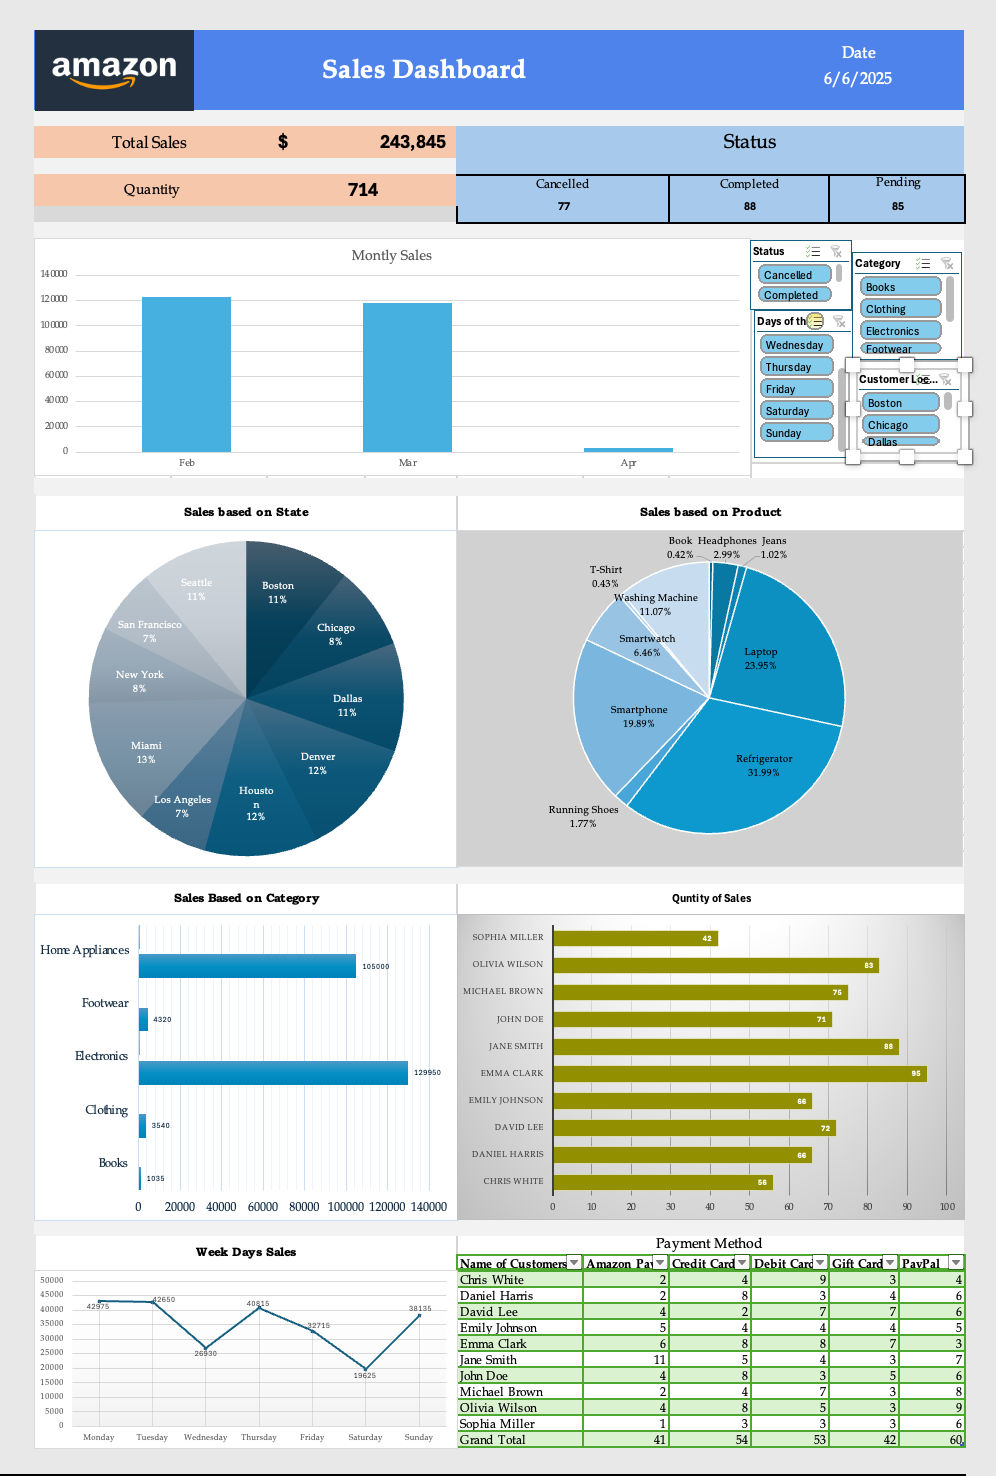 amazon
Sales Dashboard
Date
6/6/2025
Total Sales $ 243,845
Quantity 714
Status
Cancelled Completed Pending
77 88 85
Montly Sales
140000
120000
100000
80000
60000
40000
20000
0
Feb Mar Apr
Status
Cancelled
Completed
Category
Books
Clothing
Electronics
Footwear
Days of th
Wednesday
Thursday
Friday
Saturday
Sunday
Customer Loc...
Boston
Chicago
Dallas
Sales based on State
Boston
11%
Chicago
8%
Dallas
11%
Denver
12%
Housto
n
12%
Los Angeles
7%
Miami
13%
New York
8%
San Francisco
7%
Seattle
11%
Sales based on Product
Book
0.42%
Headphones
2.99%
Jeans
1.02%
Laptop
23.95%
Refrigerator
31.99%
Running Shoes
1.77%
Smartphone
19.89%
Smartwatch
6.46%
T-Shirt
0.43%
Washing Machine
11.07%
Sales Based on Category
Home Appliances 105000
Footwear 4320
Electronics 129950
Clothing 3540
Books 1035
0 20000 40000 60000 80000 100000 120000 140000
Quntity of Sales
SOPHIA MILLER 42
OLIVIA WILSON 83
MICHAEL BROWN 75
JOHN DOE 71
JANE SMITH 88
EMMA CLARK 95
EMILY JOHNSON 66
DAVID LEE 72
DANIEL HARRIS 66
CHRIS WHITE 56
0 10 20 30 40 50 60 70 80 90 100
Week Days Sales
50000
45000
40000
35000
30000
25000
20000
15000
10000
5000
0
42975 42650 26930 40815 32715 19625 38135
Monday Tuesday Wednesday Thursday Friday Saturday Sunday
Payment Method
Name of Customers Amazon Pay Credit Card Debit Card Gift Card PayPal
Chris White 2 4 9 3 4
Daniel Harris 2 8 3 4 6
David Lee 4 2 7 7 6
Emily Johnson 5 4 4 4 5
Emma Clark 6 8 8 7 3
Jane Smith 11 5 4 3 7
John Doe 4 8 3 5 6
Michael Brown 2 4 7 3 8
Olivia Wilson 4 8 5 3 9
Sophia Miller 1 3 3 3 6
Grand Total 41 54 53 42 60